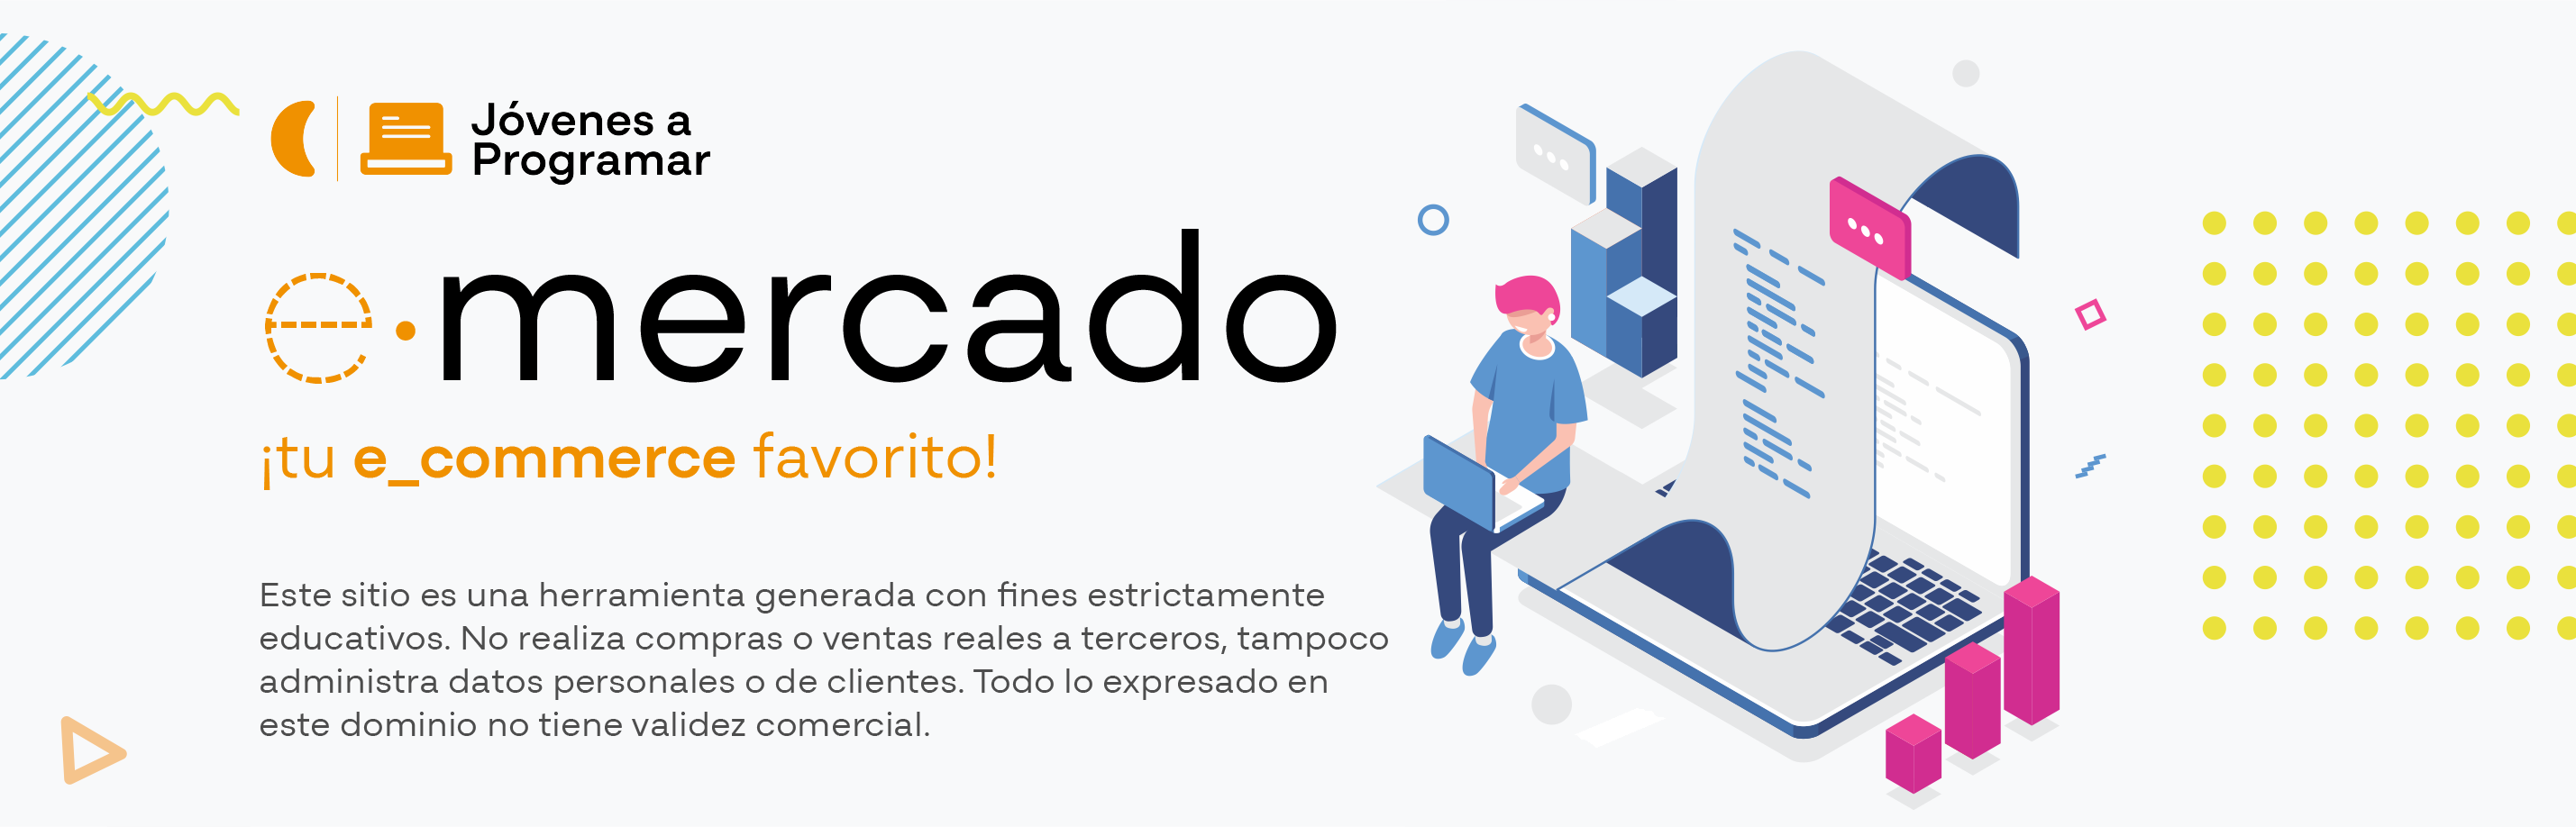 Jóvenes a
Programar
e·mercado
¡tu e_commerce favorito!
Este sitio es una herramienta generada con fines estrictamente
educativos. No realiza compras o ventas reales a terceros, tampoco
administra datos personales o de clientes. Todo lo expresado en
este dominio no tiene validez comercial.